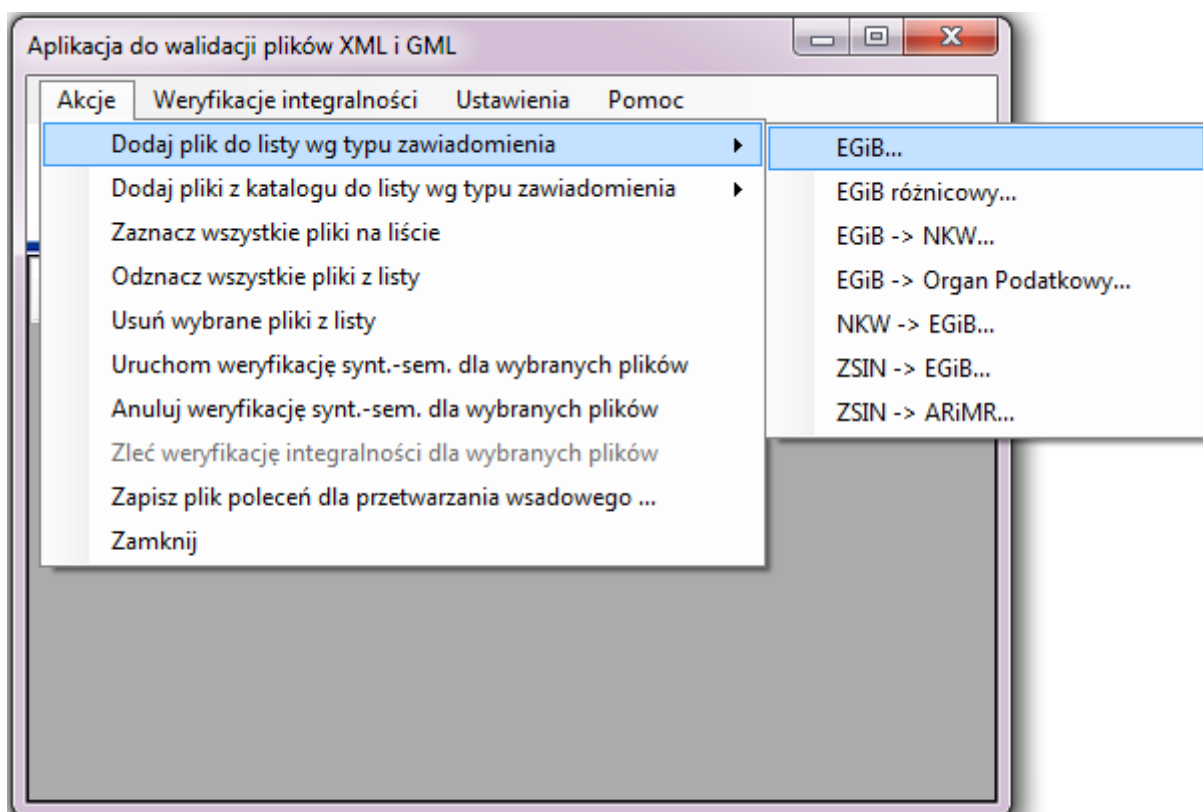 Aplikacja do walidacji plików XML i GML
Akcje Weryfikacje integralności Ustawienia Pomoc
Dodaj plik do listy wg typu zawiadomienia
Dodaj pliki z katalogu do listy wg typu zawiadomienia
Zaznacz wszystkie pliki na liście
Odznacz wszystkie pliki z listy
Usuń wybrane pliki z listy
Uruchom weryfikację synt.-sem. dla wybranych plików
Anuluj weryfikację synt.-sem. dla wybranych plików
Zleć weryfikację integralności dla wybranych plików
Zapisz plik poleceń dla przetwarzania wsadowego ...
Zamknij
EGiB...
EGiB różnicowy...
EGiB -> NKW...
EGiB -> Organ Podatkowy...
NKW -> EGiB...
ZSIN -> EGiB...
ZSIN -> ARiMR...